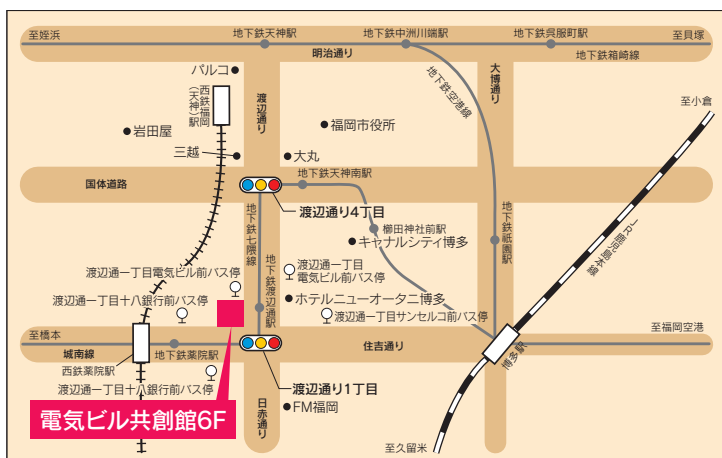 至姪浜
地下鉄天神駅
地下鉄中洲川端駅
地下鉄呉服町駅
至貝塚
明治通り
地下鉄箱崎線
パルコ
西鉄福岡
（天神）駅
渡辺通り
地下鉄空港線
大博通り
至小倉
岩田屋
福岡市役所
三越
大丸
国体道路
地下鉄天神南駅
渡辺通り4丁目
櫛田神社前駅
キャナルシティ博多
地下鉄祇園駅
JR鹿児島本線
地下鉄七隈線
渡辺通一丁目
電気ビル前バス停
渡辺通一丁目電気ビル前バス停
地下鉄渡辺通駅
渡辺通一丁目十八銀行前バス停
ホテルニューオータニ博多
渡辺通一丁目サンセルコ前バス停
至橋本
至福岡空港
城南線
地下鉄薬院駅
住吉通り
博多駅
西鉄薬院駅
渡辺通一丁目十八銀行前バス停
渡辺通り1丁目
FM福岡
電気ビル共創館6F
日赤通り
至久留米